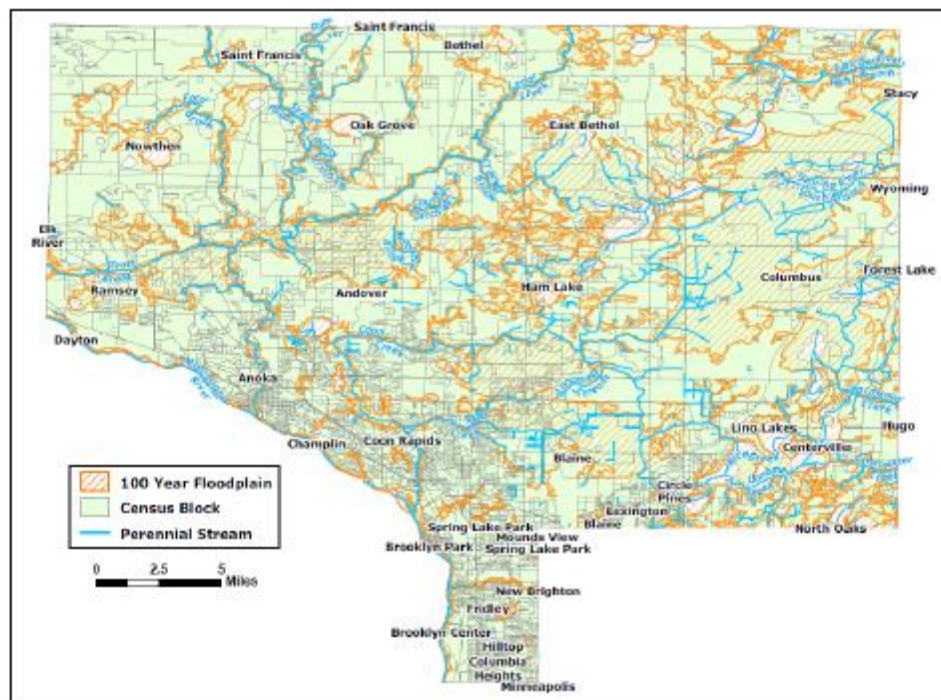 Saint Francis
Saint Francis
Bethel
Stacy
Oak Grove
East Bethel
Nowthen
Wyoming
Elk
River
Ramsey
Andover
Ham Lake
Columbus
Forest Lake
Dayton
Coon
Creek
Anoka
Champlin
Coon Rapids
Lino Lakes
Hugo
Centerville
Blaine
Circle
Pines
Lexington
Blaine
North Oaks
Spring Lake Park
Mounds View
Brooklyn Park
Spring Lake Park
New Brighton
Fridley
Brooklyn Center
Hilltop
Columbia
Heights
Minneapolis
100 Year Floodplain
Census Block
Perennial Stream
0 2.5 5
Miles